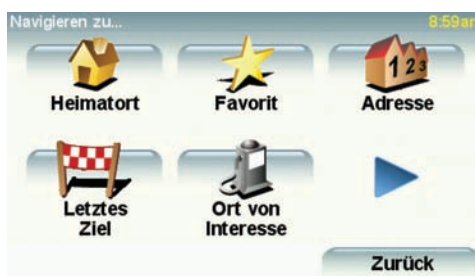 Navigieren zu... 8:59am
Heimatort Favorit Adresse
1 2 3
Letztes Ziel
Ort von Interesse
Zurück